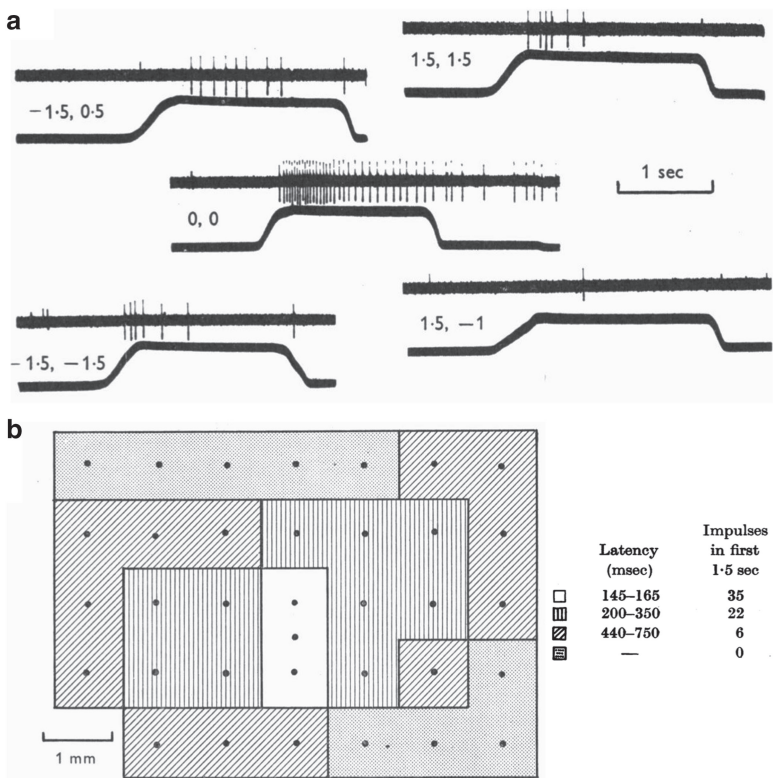 a
−1·5, 0·5
1·5, 1·5
0, 0
1 sec
− 1·5, −1·5
1·5, −1
b
Latency
(msec)
Impulses
in first
1·5 sec
145–165 35
200–350 22
440–750 6
— 0
1 mm